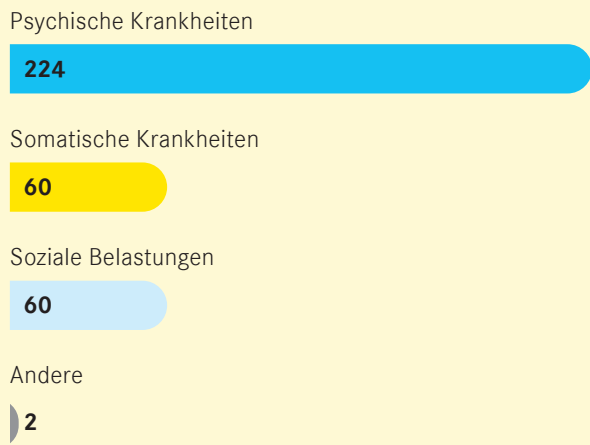 Psychische Krankheiten
224
Somatische Krankheiten
60
Soziale Belastungen
60
Andere
2